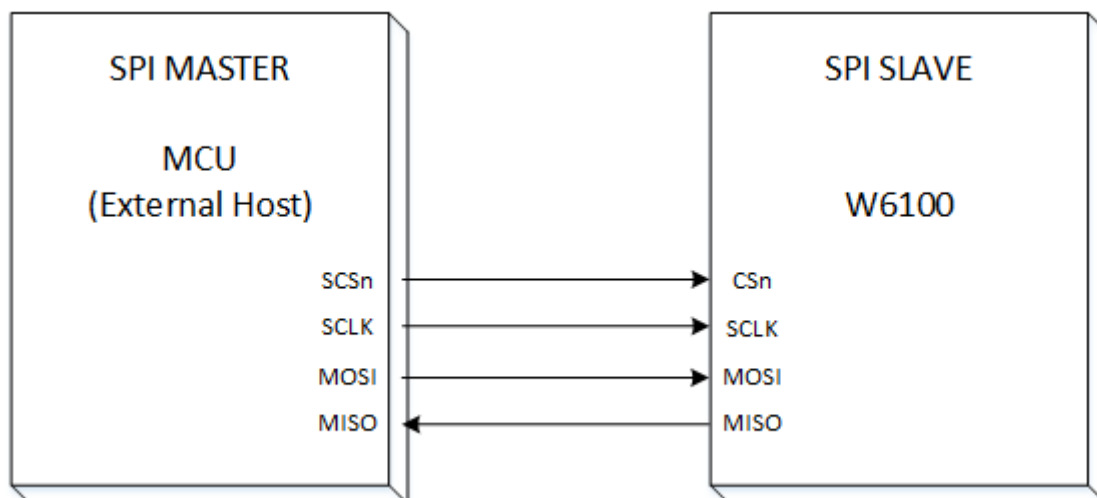 SPI MASTER
MCU
(External Host)
SCSn
SCLK
MOSI
MISO
SPI SLAVE
W6100
CSn
SCLK
MOSI
MISO